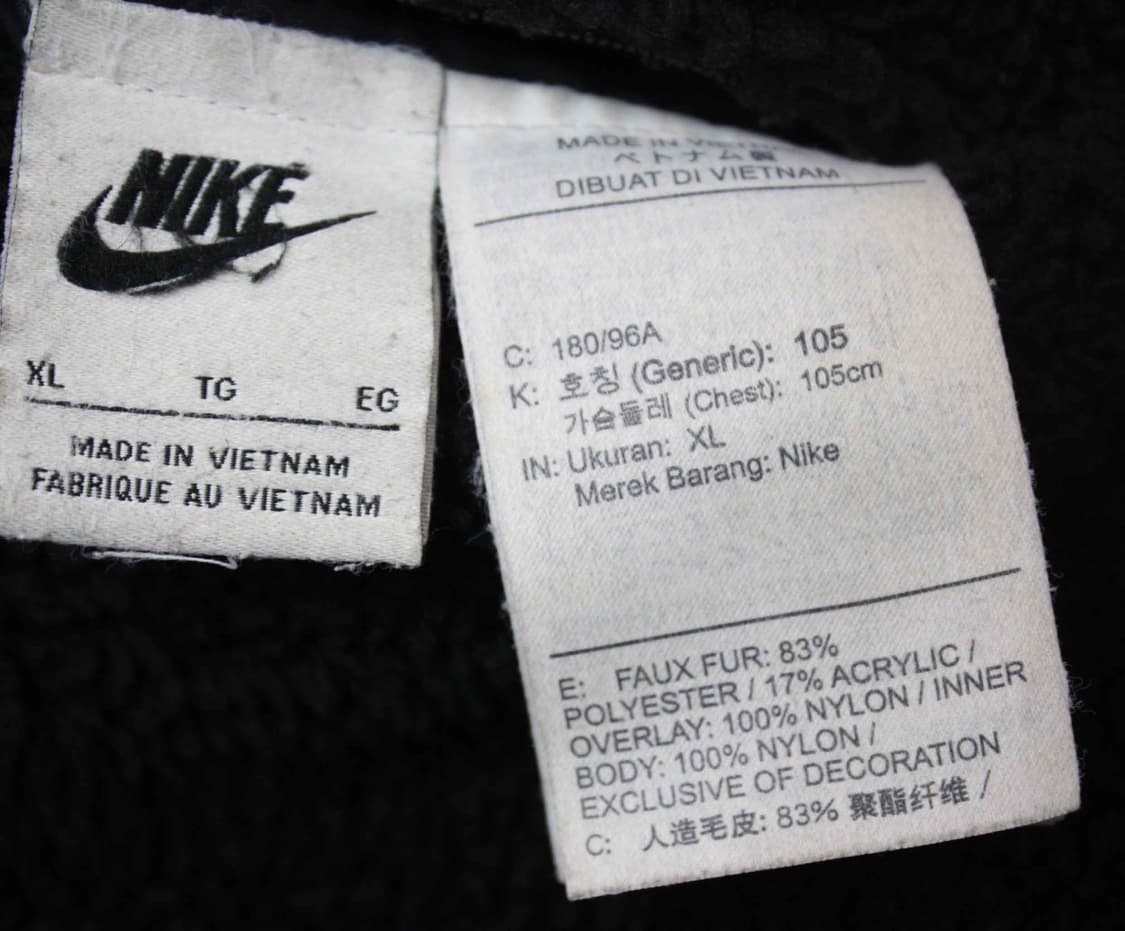 NIKE
XL TG EG
MADE IN VIETNAM
FABRIQUE AU VIETNAM
MADE IN VIETNAM
ベトナム製
DIBUAT DI VIETNAM
C: 180/96A
K: 호칭 (Generic): 105
가슴둘레 (Chest): 105cm
IN: Ukuran: XL
Merek Barang: Nike
E: FAUX FUR: 83%
POLYESTER / 17% ACRYLIC /
OVERLAY: 100% NYLON / INNER
BODY: 100% NYLON /
EXCLUSIVE OF DECORATION
C: 人造毛皮: 83% 聚酯纤维 /